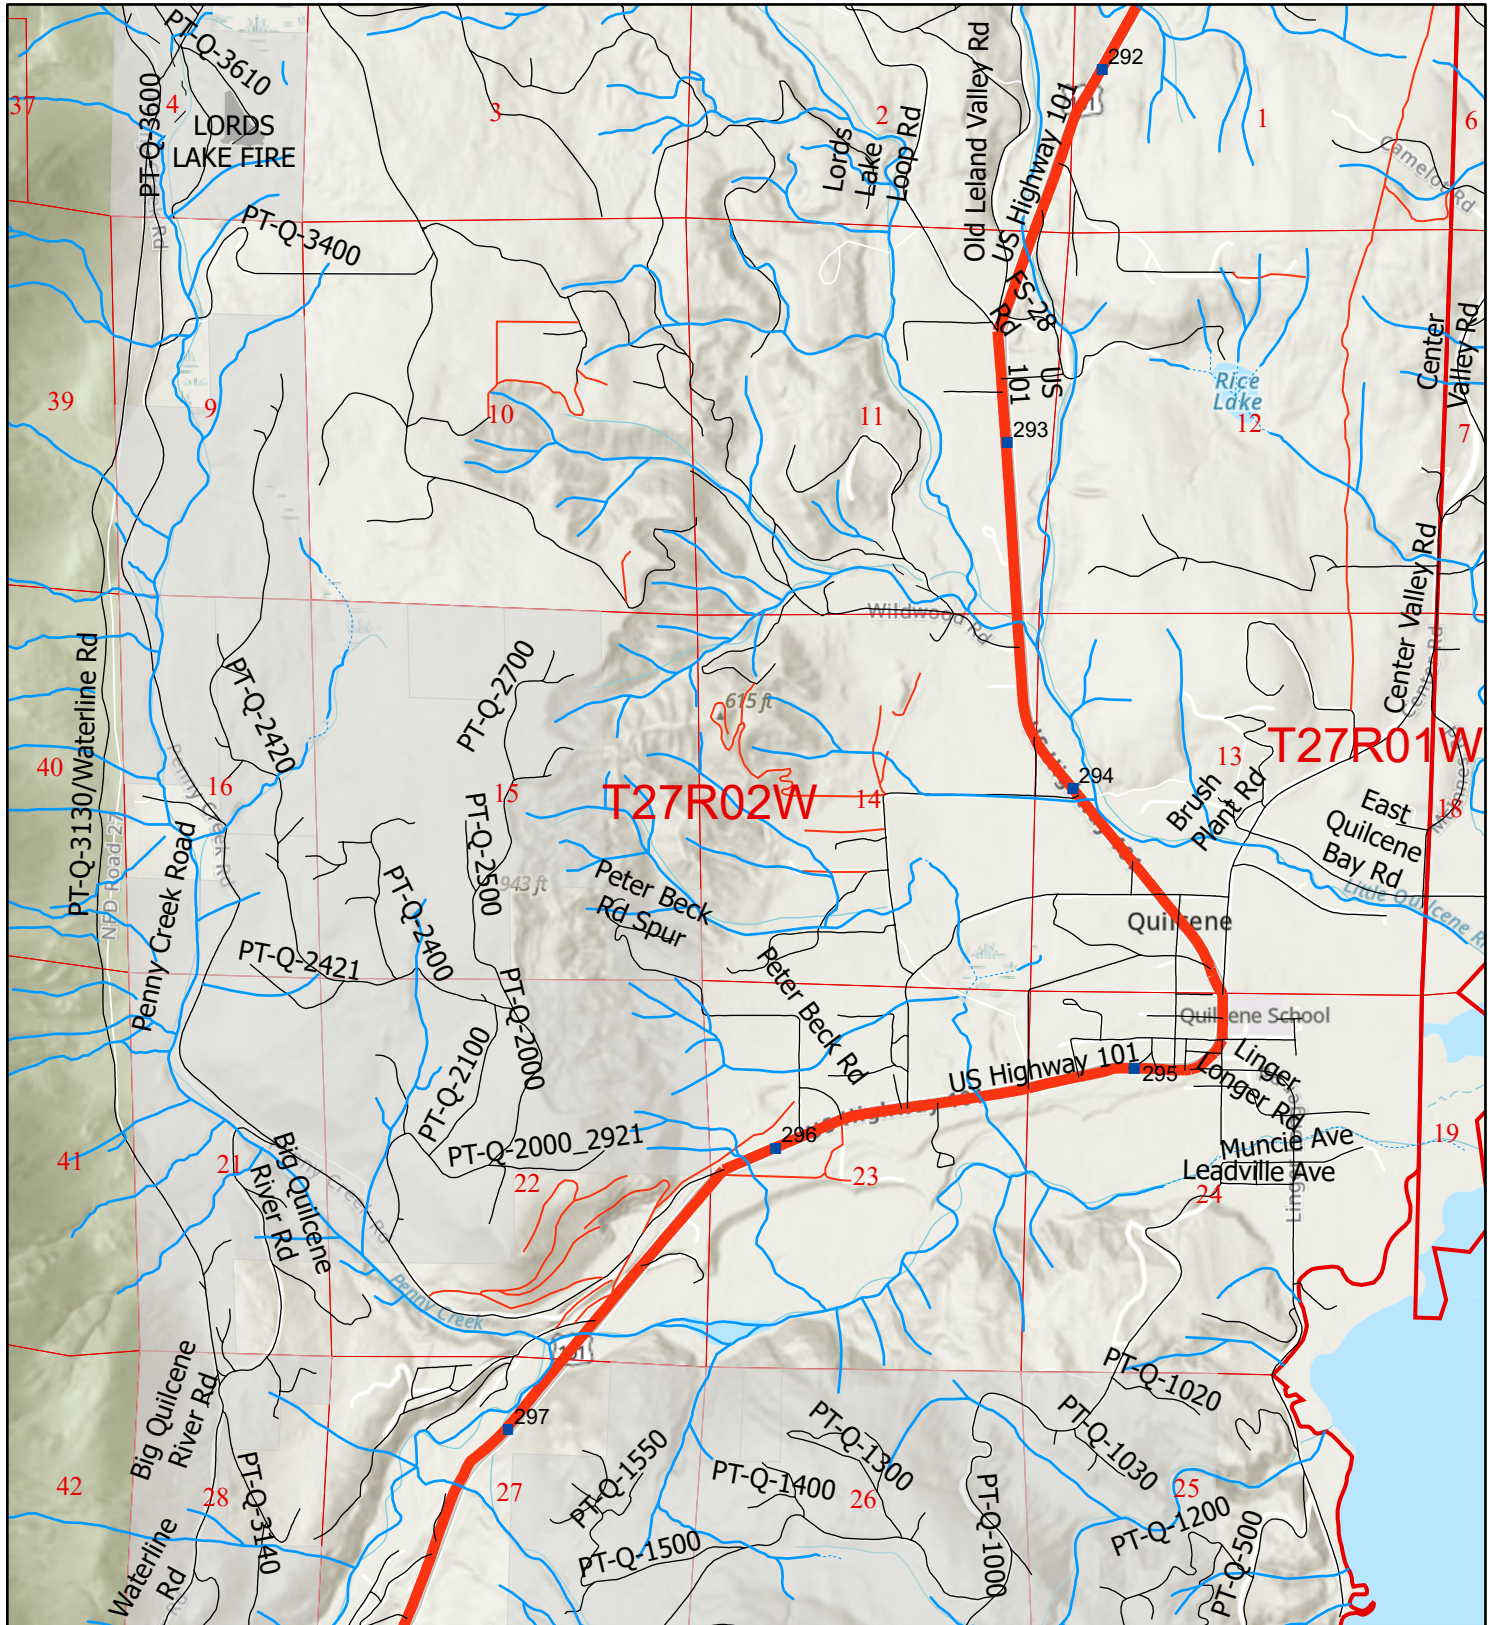 PT-Q-3610
292
37
4
PT-Q-3600
LORDS
LAKE FIRE
3
2
Lords
Lake
Loop Rd
Old Leland Valley Rd
US Highway 101
1
6
Camelot Rd
PT-Q-3400
FS-28
Rd
Center
Valley Rd
US
101
Rice
Lake
39
9
10
11
12
7
293
Center Valley Rd
Center Rd
Wildwood Rd
PT-Q-3130/Waterline Rd
PT-Q-2420
PT-Q-2700
615 ft
T27R01W
13
294
40
16
Penny Creek Rd
15
T27R02W
14
US Highway 101
Brush
Plant Rd
East
Quilcene
Bay Rd
18
PT-Q-2500
943 ft
Peter Beck
Rd Spur
NFD Road 27
Penny Creek Road
PT-Q-2400
Quilcene
PT-Q-2421
PT-Q-2000
Peter Beck Rd
Quilcene School
PT-Q-2100
US Highway 101
295
Linger
Longer Rd
296
PT-Q-2000_2921
Muncie Ave
Leadville Ave
19
41
21
22
23
24
Big Quilcene
River Rd
Penny Creek
101
297
Big Quilcene
River Rd
PT-Q-1020
PT-Q-1030
PT-Q-1300
PT-Q-1550
PT-Q-1400
PT-Q-3140
42
28
27
26
25
PT-Q-1000
PT-Q-1200
PT-Q-500
PT-Q-1500
Waterline
Rd